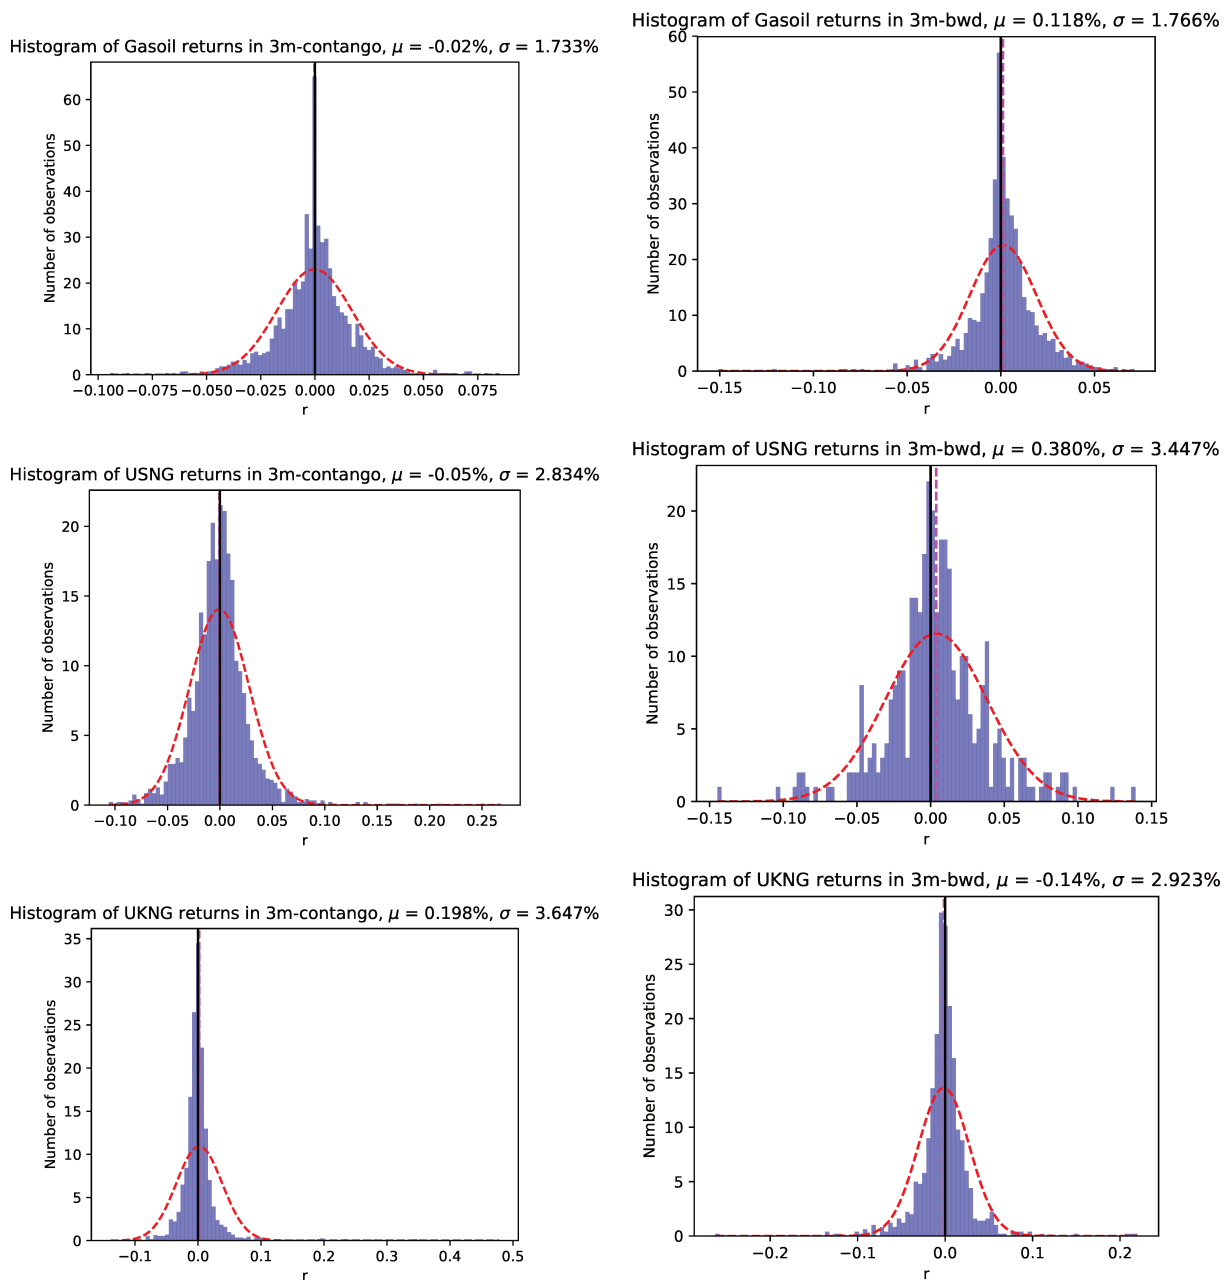 Histogram of Gasoil returns in 3m-contango, μ = -0.02%, σ = 1.733%
Number of observations
60
50
40
30
20
10
0
−0.100 −0.075 −0.050 −0.025 0.000 0.025 0.050 0.075
r
Histogram of Gasoil returns in 3m-bwd, μ = 0.118%, σ = 1.766%
Number of observations
60
50
40
30
20
10
0
−0.15 −0.10 −0.05 0.00 0.05
r
Histogram of USNG returns in 3m-contango, μ = -0.05%, σ = 2.834%
Number of observations
20
15
10
5
0
−0.10 −0.05 0.00 0.05 0.10 0.15 0.20 0.25
r
Histogram of USNG returns in 3m-bwd, μ = 0.380%, σ = 3.447%
Number of observations
20
15
10
5
0
−0.15 −0.10 −0.05 0.00 0.05 0.10 0.15
r
Histogram of UKNG returns in 3m-contango, μ = 0.198%, σ = 3.647%
Number of observations
35
30
25
20
15
10
5
0
−0.1 0.0 0.1 0.2 0.3 0.4 0.5
r
Histogram of UKNG returns in 3m-bwd, μ = -0.14%, σ = 2.923%
Number of observations
30
25
20
15
10
5
0
−0.2 −0.1 0.0 0.1 0.2
r